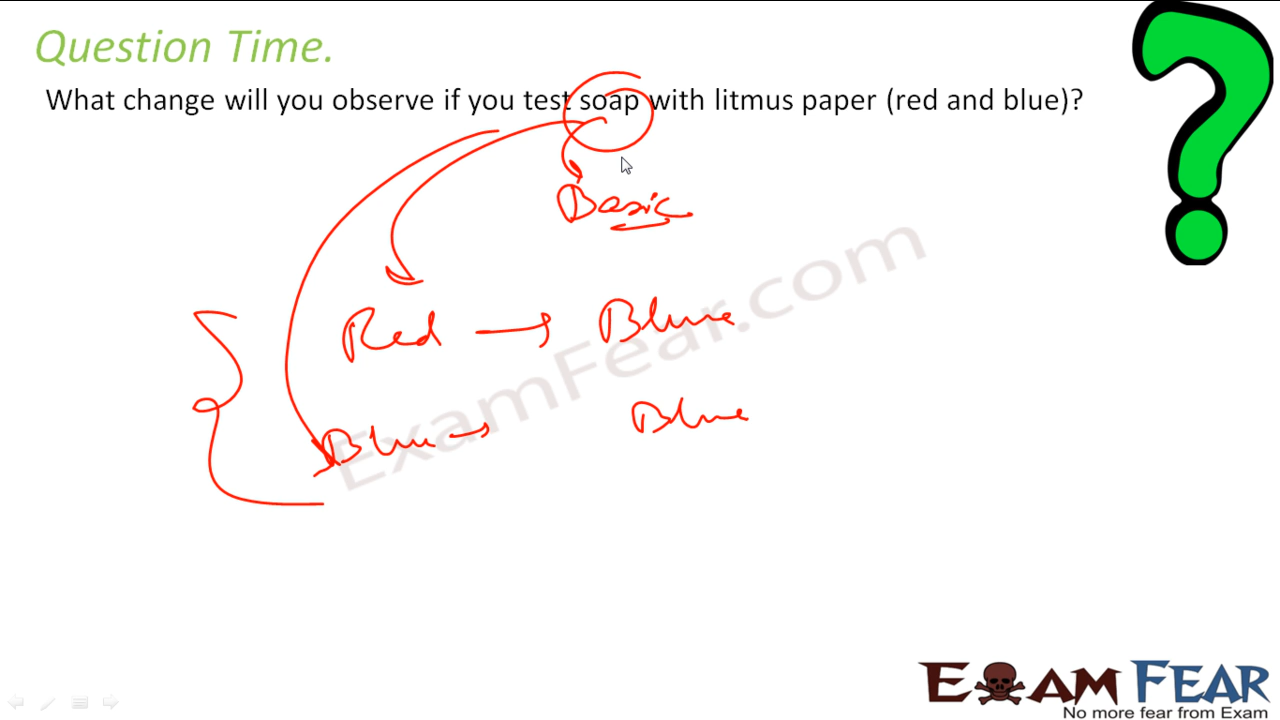 Question Time.
What change will you observe if you test soap with litmus paper (red and blue)?
Basic
Red → Blue
Blue → Blue
ExamFear.com
EXAM FEAR
No more fear from Exam